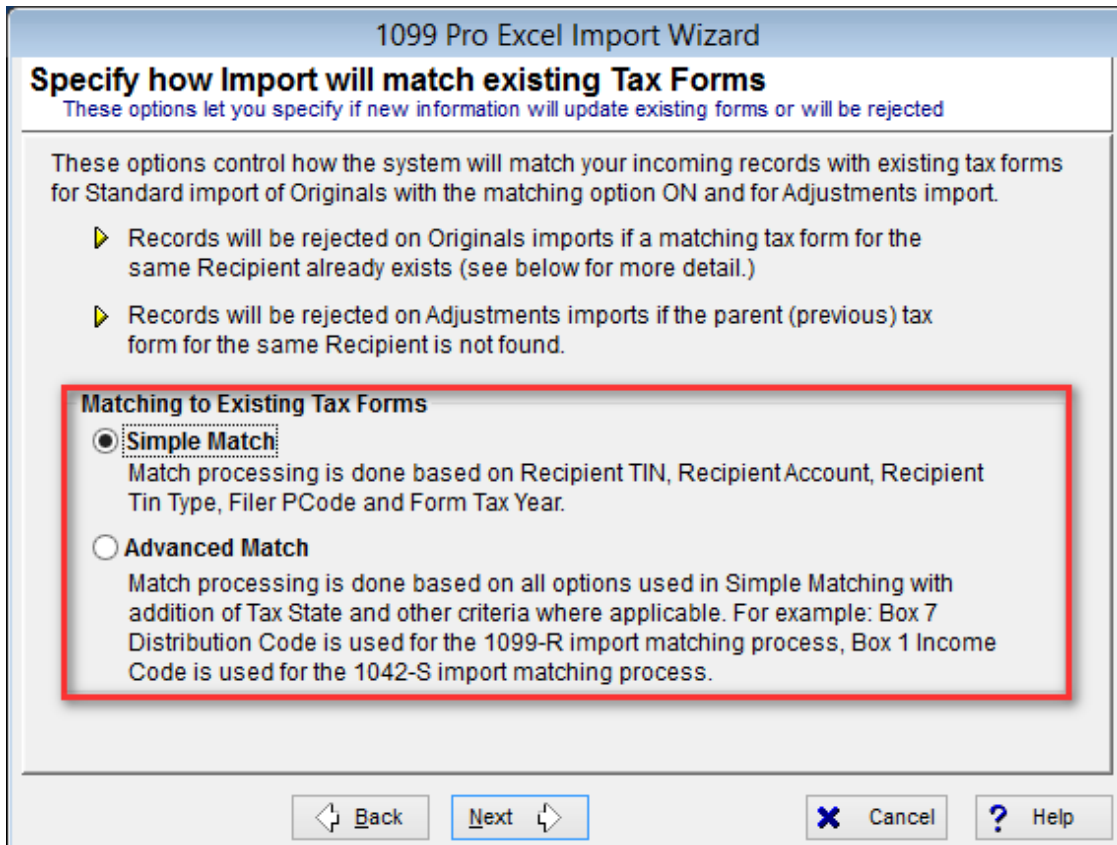 1099 Pro Excel Import Wizard
Specify how Import will match existing Tax Forms
These options let you specify if new information will update existing forms or will be rejected
These options control how the system will match your incoming records with existing tax forms
for Standard import of Originals with the matching option ON and for Adjustments import.
Records will be rejected on Originals imports if a matching tax form for the
same Recipient already exists (see below for more detail.)
Records will be rejected on Adjustments imports if the parent (previous) tax
form for the same Recipient is not found.
Matching to Existing Tax Forms
Simple Match
Match processing is done based on Recipient TIN, Recipient Account, Recipient
Tin Type, Filer PCode and Form Tax Year.
Advanced Match
Match processing is done based on all options used in Simple Matching with
addition of Tax State and other criteria where applicable. For example: Box 7
Distribution Code is used for the 1099-R import matching process, Box 1 Income
Code is used for the 1042-S import matching process.
Back Next Cancel ? Help